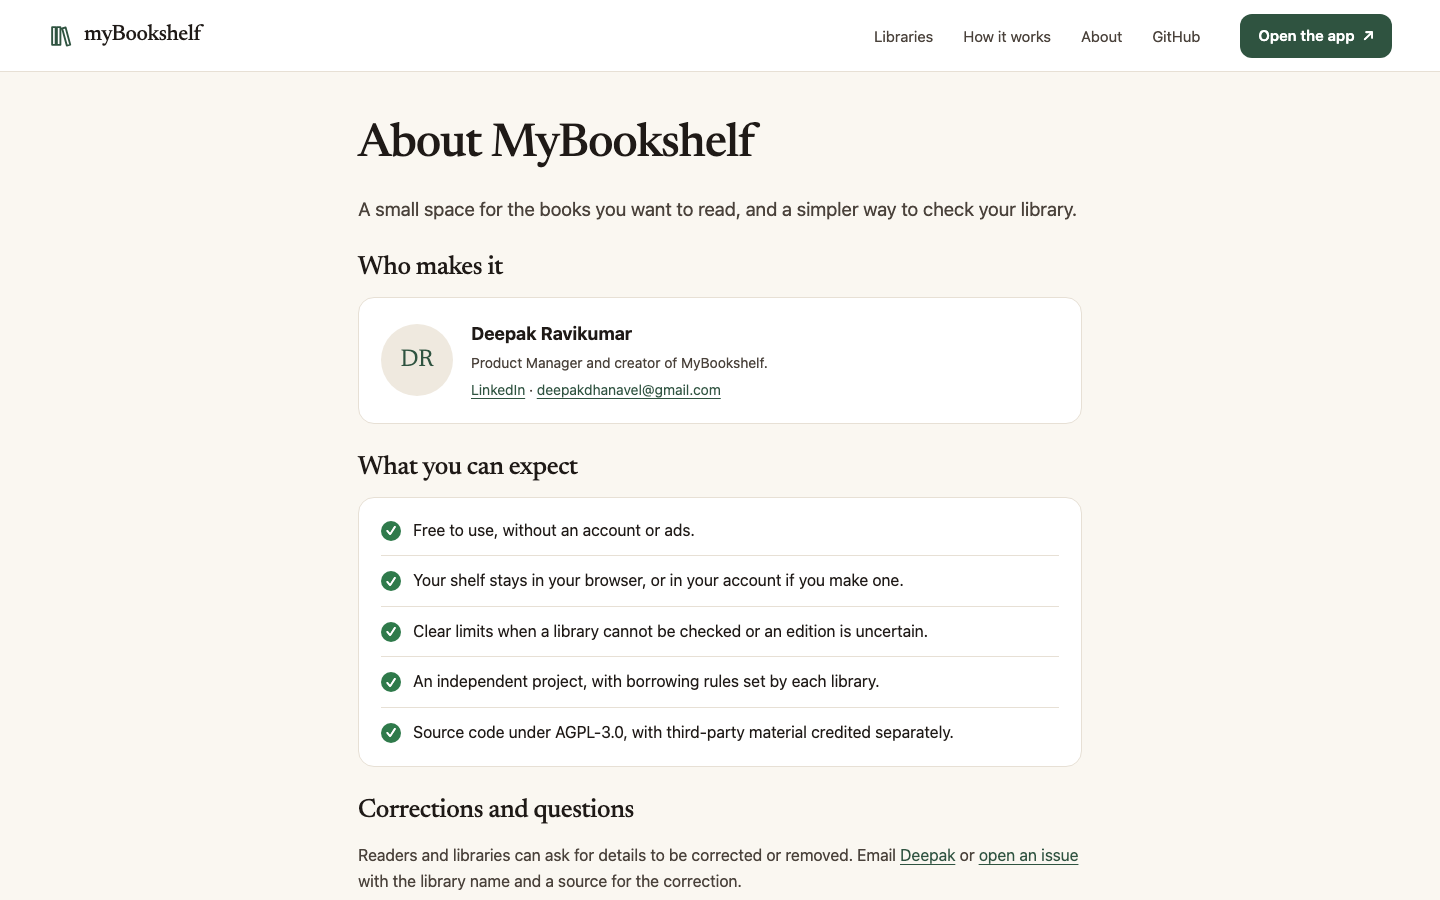 myBookshelf
Libraries How it works About GitHub Open the app ↗
About MyBookshelf
A small space for the books you want to read, and a simpler way to check your library.
Who makes it
DR
Deepak Ravikumar
Product Manager and creator of MyBookshelf.
LinkedIn · deepakdhanavel@gmail.com
What you can expect
Free to use, without an account or ads.
Your shelf stays in your browser, or in your account if you make one.
Clear limits when a library cannot be checked or an edition is uncertain.
An independent project, with borrowing rules set by each library.
Source code under AGPL-3.0, with third-party material credited separately.
Corrections and questions
Readers and libraries can ask for details to be corrected or removed. Email Deepak or open an issue
with the library name and a source for the correction.